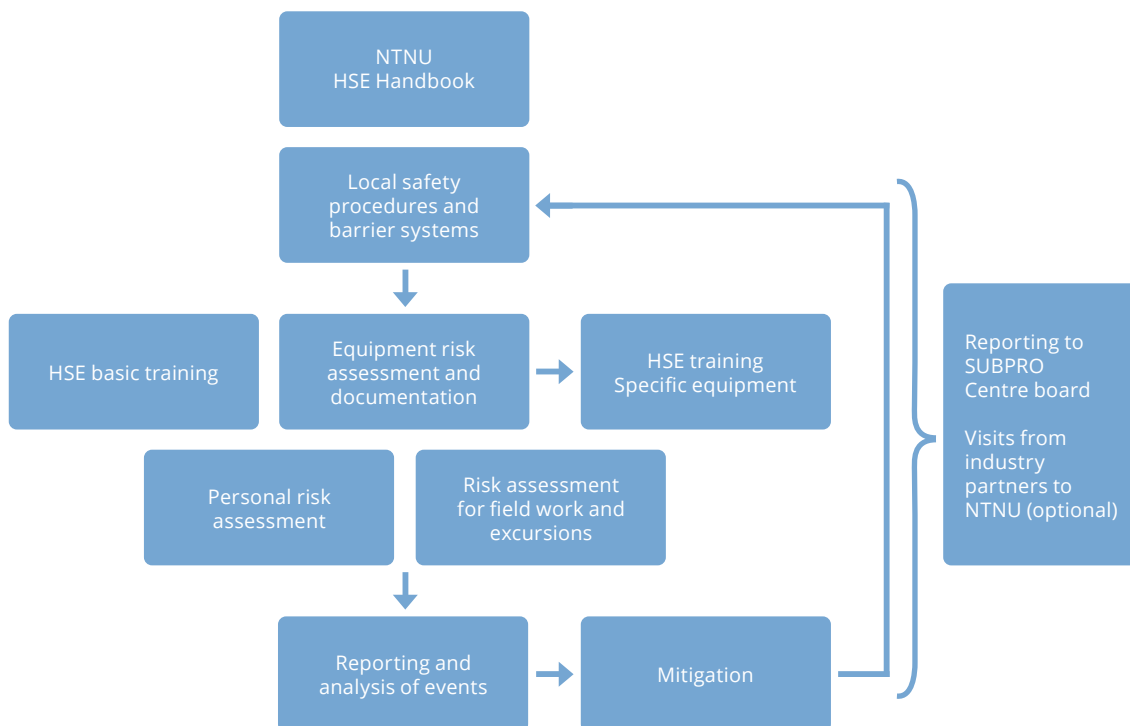 NTNU
HSE Handbook
Local safety
procedures and
barrier systems
HSE basic training
Equipment risk
assessment and
documentation
HSE training
Specific equipment
Personal risk
assessment
Risk assessment
for field work and
excursions
Reporting and
analysis of events
Mitigation
Reporting to
SUBPRO
Centre board
Visits from
industry
partners to
NTNU (optional)